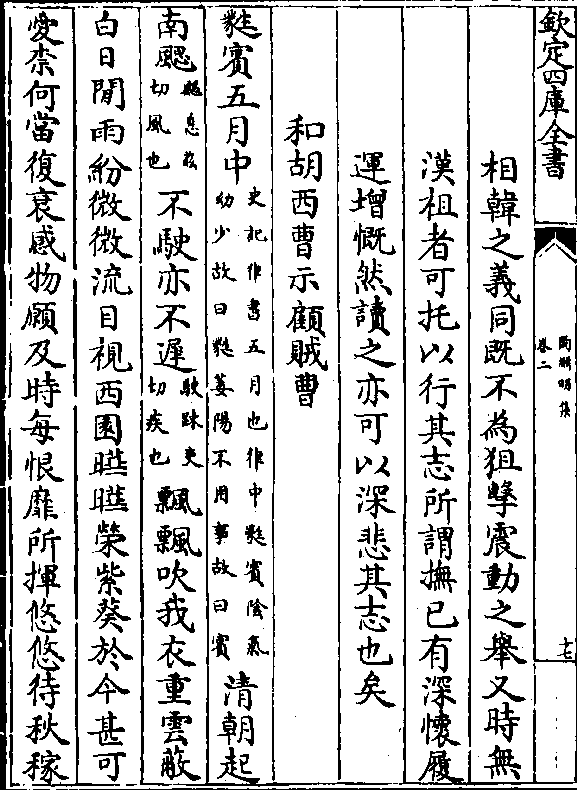 欽定四庫全書
陶淵明集
卷二
十七
相韓之義同既不為狙擊震動之舉又時無
漢祖者可托以行其志所謂撫已有深懷履
運增慨然讀之亦可以深悲其志也矣
和胡西曹示顧賊曹
蕤賓五月中史記律書五月也律中蕤賓陰氣幼少故曰蕤萎陽不用事故曰賓清朝起
南颸颸息兹切風也不駛亦不遲駛踈吏切疾也飄飄吹我衣重雲蔽
白日閒雨紛微微流目視西園曄曄榮紫葵於今甚可
愛柰何當復衰感物願及時每恨靡所揮悠悠待秋稼